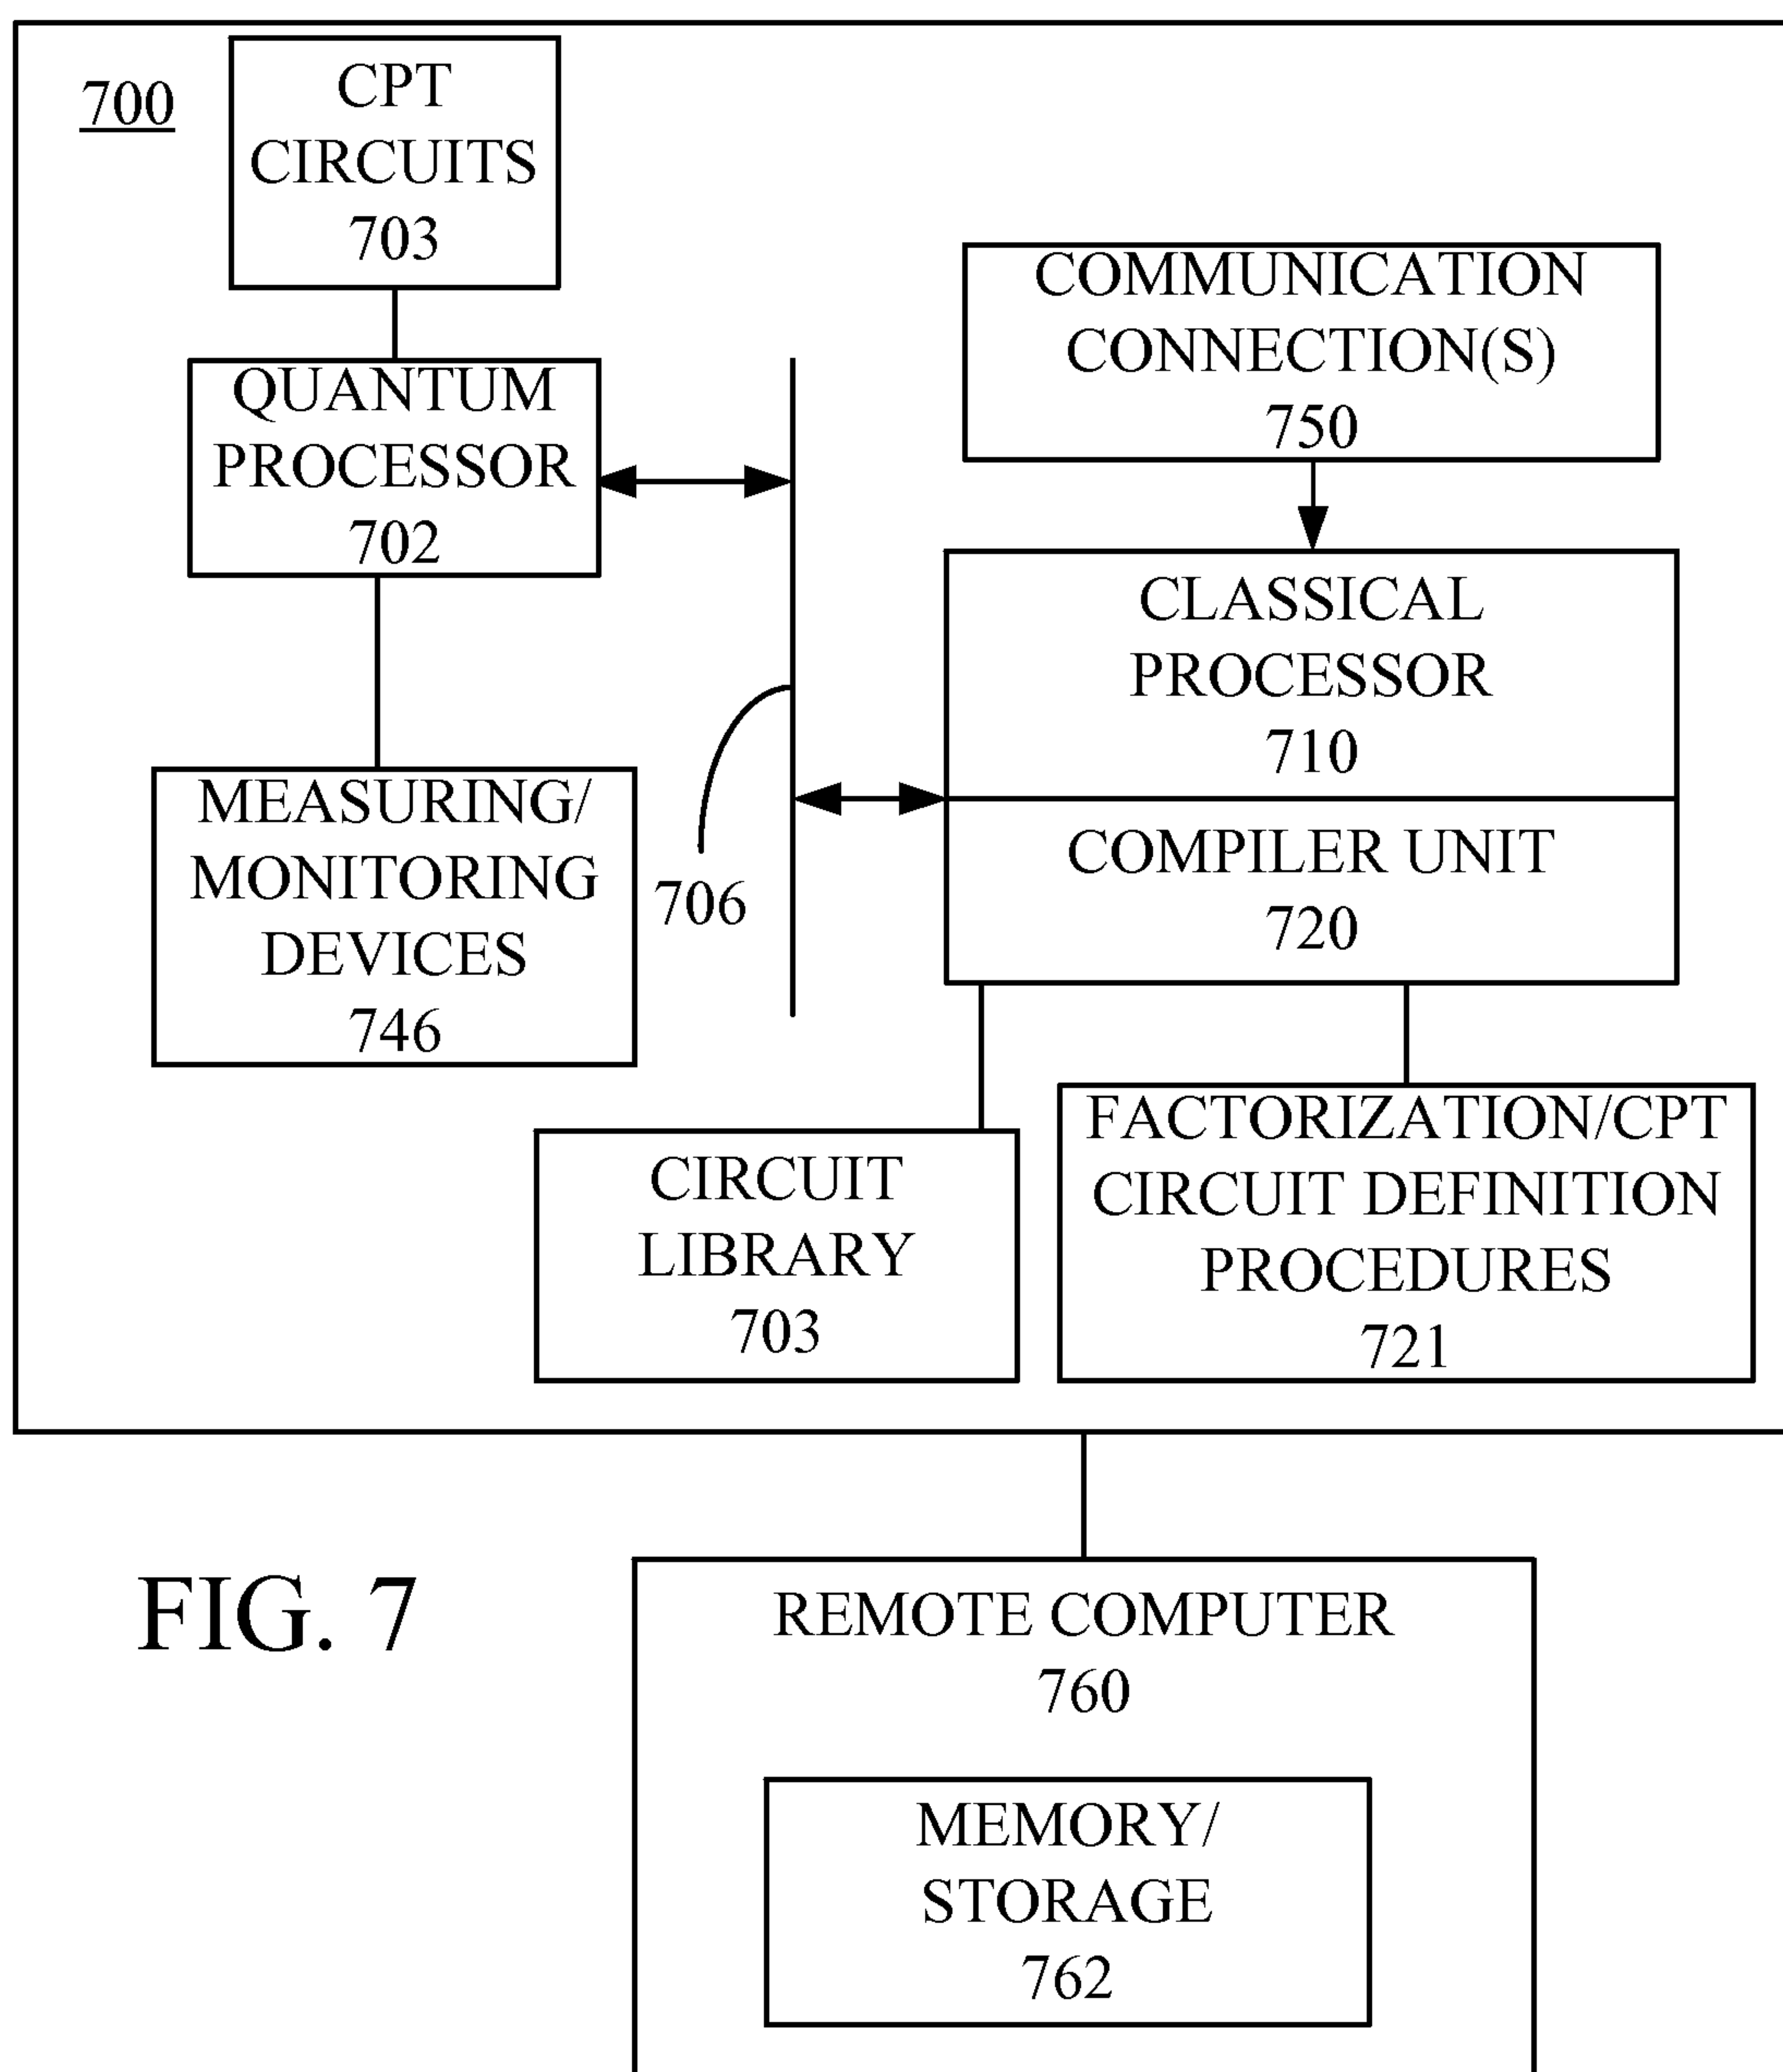 700
CPT
CIRCUITS
703
QUANTUM
PROCESSOR
702
MEASURING/
MONITORING
DEVICES
746
706
COMMUNICATION
CONNECTION(S)
750
CLASSICAL
PROCESSOR
710
COMPILER UNIT
720
CIRCUIT
LIBRARY
703
FACTORIZATION/CPT
CIRCUIT DEFINITION
PROCEDURES
721
FIG. 7
REMOTE COMPUTER
760
MEMORY/
STORAGE
762